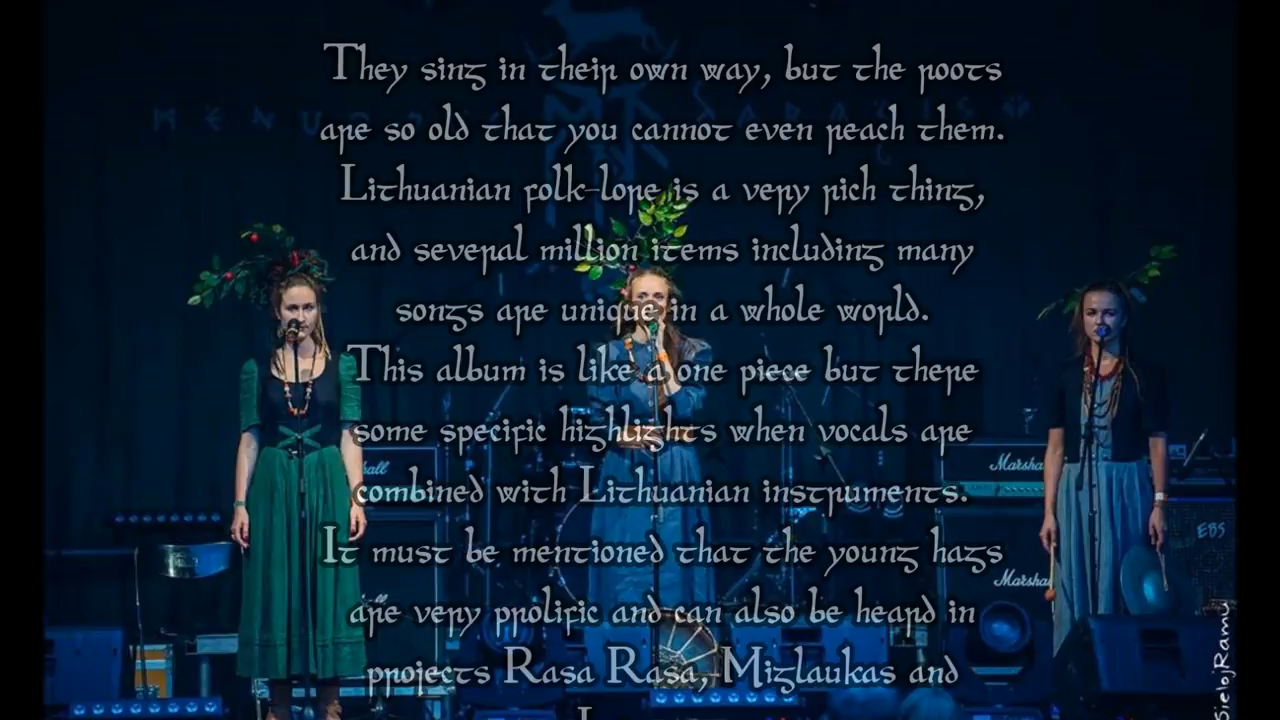 They sing in their own way, but the roots
are so old that you cannot even reach them.
Lithuanian folk-lore is a very rich thing,
and several million items including many
songs are unique in a whole world.
This album is like a one piece but there
some specific highlights when vocals are
combined with Lithuanian instruments.
It must be mentioned that the young hags
are very prolific and can also be heard in
projects Rasa Rasa, Miglaukas and
Marshall
EBS
SielojRamu